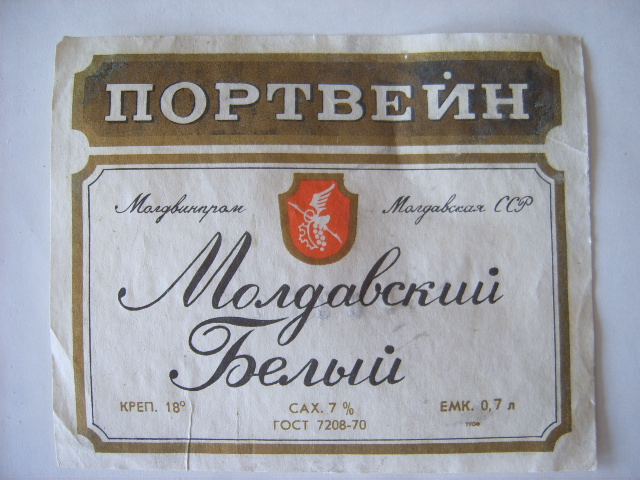 ПОРТВЕЙН
Молдвинпром Молдавская ССР
Молдавский
Белый
КРЕП. 18° САХ. 7 % ЕМК. 0,7 л
ГОСТ 7208-70